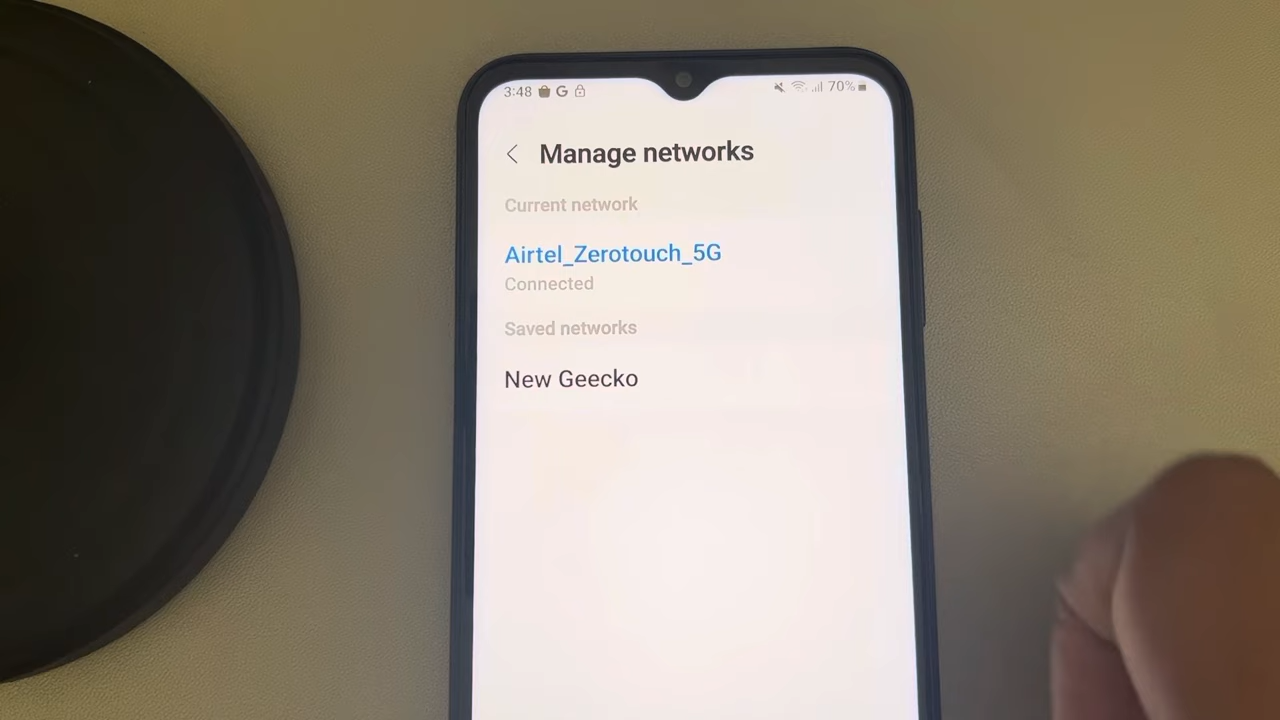 3:48 G 70%
Manage networks
Current network
Airtel_Zerotouch_5G
Connected
Saved networks
New Geecko